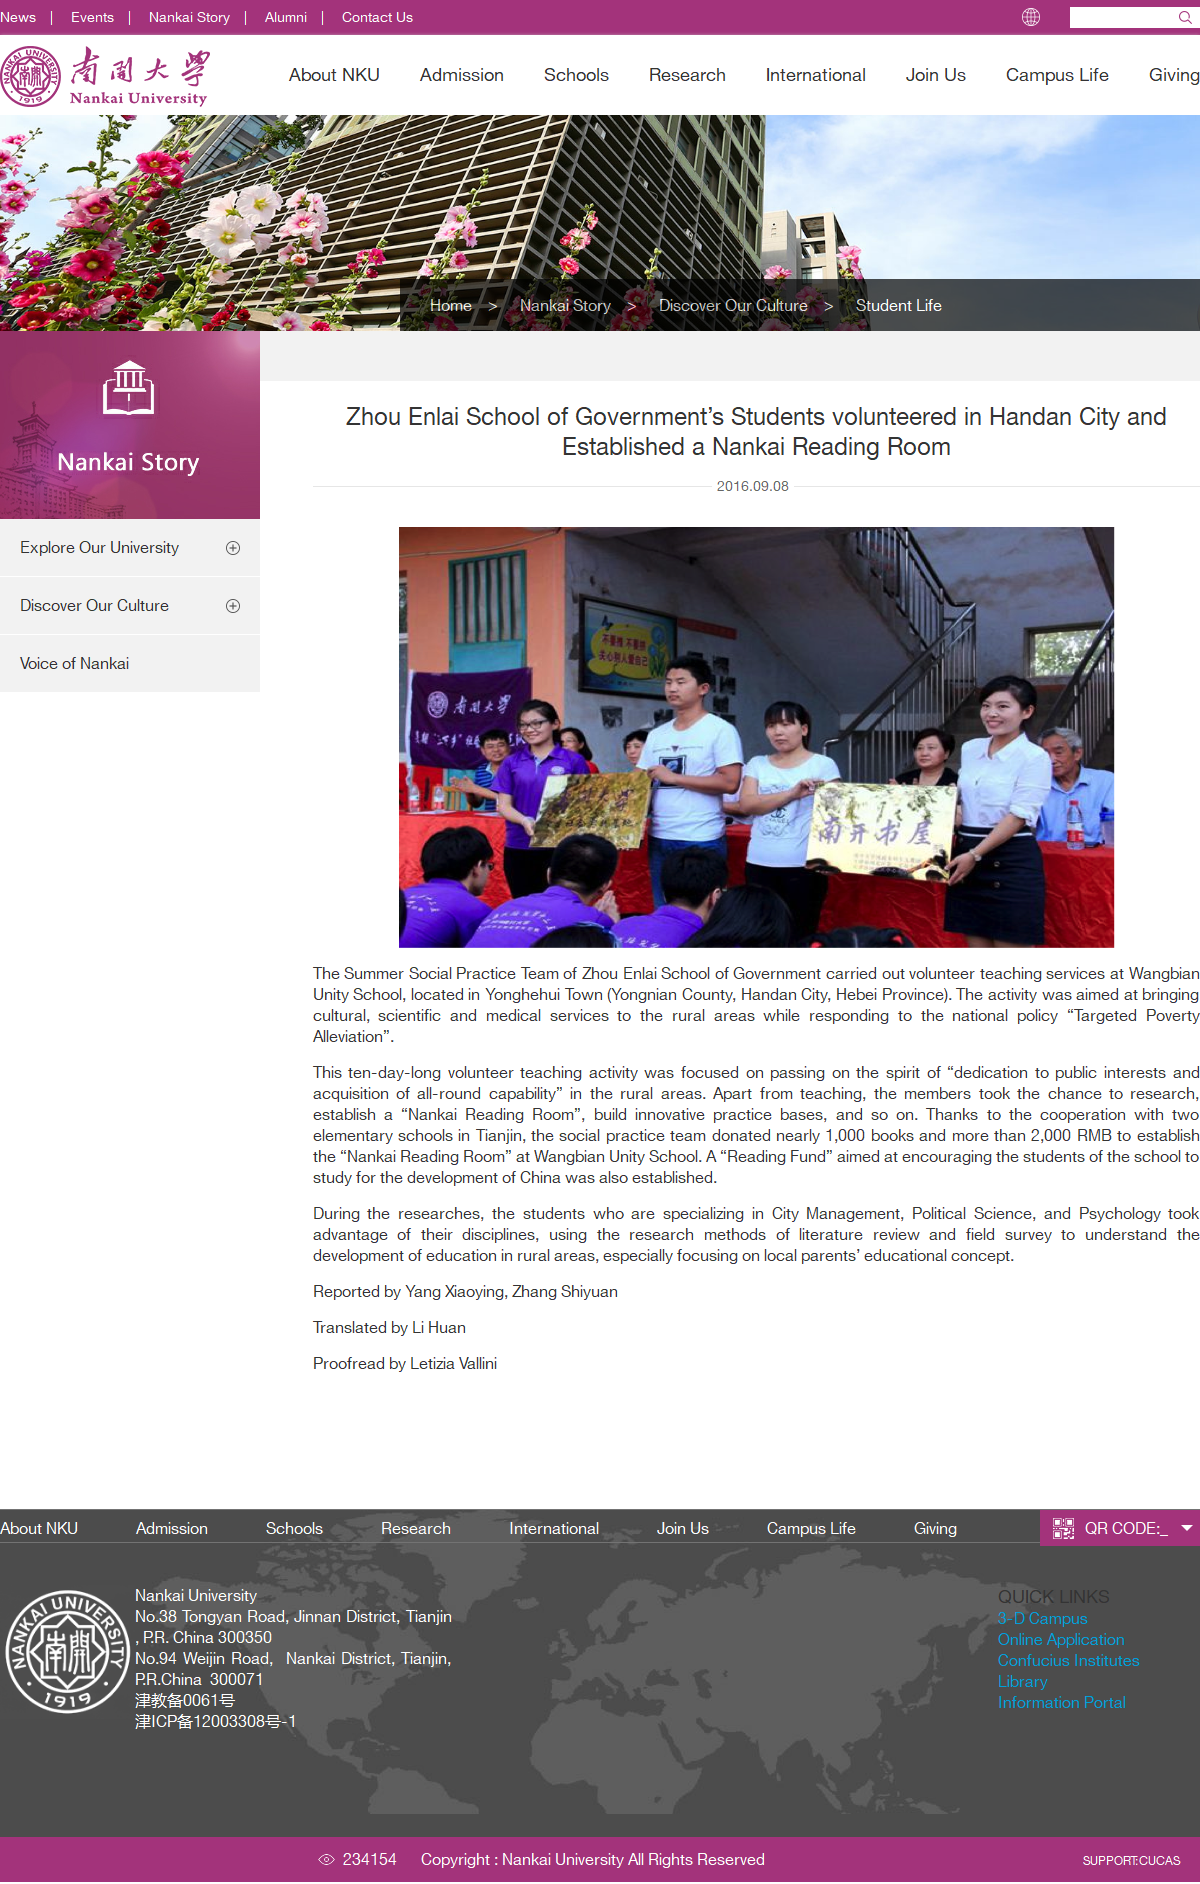 News | Events | Nankai Story | Alumni | Contact Us
南開大學
Nankai University
NANKAI UNIVERSITY
1919
About NKU Admission Schools Research International Join Us Campus Life Giving
Home > Nankai Story > Discover Our Culture > Student Life
Nankai Story
Explore Our University
Discover Our Culture
Voice of Nankai
Zhou Enlai School of Government’s Students volunteered in Handan City and
Established a Nankai Reading Room
2016.09.08
南開大學
南开书屋
The Summer Social Practice Team of Zhou Enlai School of Government carried out volunteer teaching services at Wangbian
Unity School, located in Yonghehui Town (Yongnian County, Handan City, Hebei Province). The activity was aimed at bringing
cultural, scientific and medical services to the rural areas while responding to the national policy “Targeted Poverty
Alleviation”.
This ten-day-long volunteer teaching activity was focused on passing on the spirit of “dedication to public interests and
acquisition of all-round capability” in the rural areas. Apart from teaching, the members took the chance to research,
establish a “Nankai Reading Room”, build innovative practice bases, and so on. Thanks to the cooperation with two
elementary schools in Tianjin, the social practice team donated nearly 1,000 books and more than 2,000 RMB to establish
the “Nankai Reading Room” at Wangbian Unity School. A “Reading Fund” aimed at encouraging the students of the school to
study for the development of China was also established.
During the researches, the students who are specializing in City Management, Political Science, and Psychology took
advantage of their disciplines, using the research methods of literature review and field survey to understand the
development of education in rural areas, especially focusing on local parents’ educational concept.
Reported by Yang Xiaoying, Zhang Shiyuan
Translated by Li Huan
Proofread by Letizia Vallini
About NKU Admission Schools Research International Join Us Campus Life Giving QR CODE:_
NANKAI UNIVERSITY
南開
1919
Nankai University
No.38 Tongyan Road, Jinnan District, Tianjin
, P.R. China 300350
No.94 Weijin Road, Nankai District, Tianjin,
P.R.China 300071
津教备0061号
津ICP备12003308号-1
QUICK LINKS
3-D Campus
Online Application
Confucius Institutes
Library
Information Portal
234154 Copyright : Nankai University All Rights Reserved
SUPPORT:CUCAS